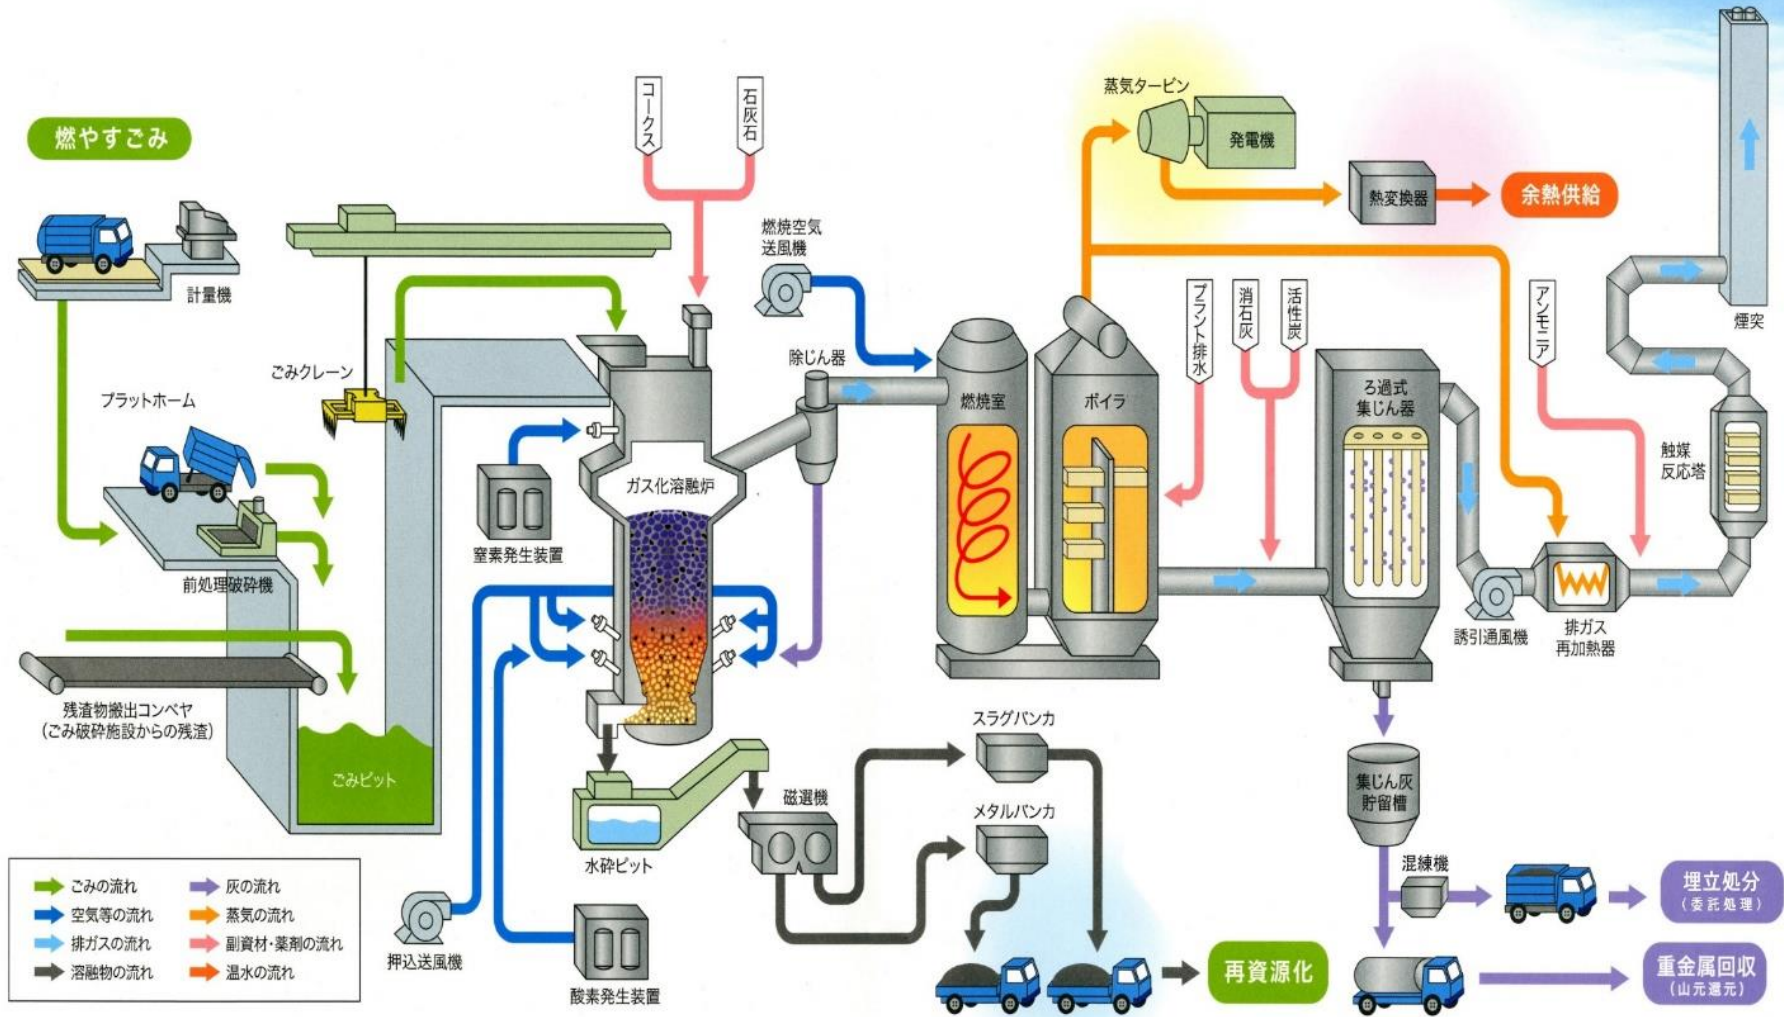 燃やすごみ
計量機
プラットホーム
前処理破砕機
残渣物搬出コンベヤ
(ごみ破砕施設からの残渣)
ごみピット
ごみクレーン
コークス
石灰石
窒素発生装置
ガス化溶融炉
除じん器
燃焼空気
送風機
押込送風機
酸素発生装置
水砕ピット
磁選機
スラグバンカ
メタルバンカ
再資源化
燃焼室
ボイラ
蒸気タービン
発電機
熱変換器
余熱供給
プラント排水
消石灰
活性炭
ろ過式
集じん器
誘引通風機
排ガス
再加熱器
アンモニア
触媒
反応塔
煙突
集じん灰
貯留槽
混練機
埋立処分
(委託処理)
重金属回収
(山元還元)
ごみの流れ
空気等の流れ
排ガスの流れ
溶融物の流れ
灰の流れ
蒸気の流れ
副資材・薬剤の流れ
温水の流れ